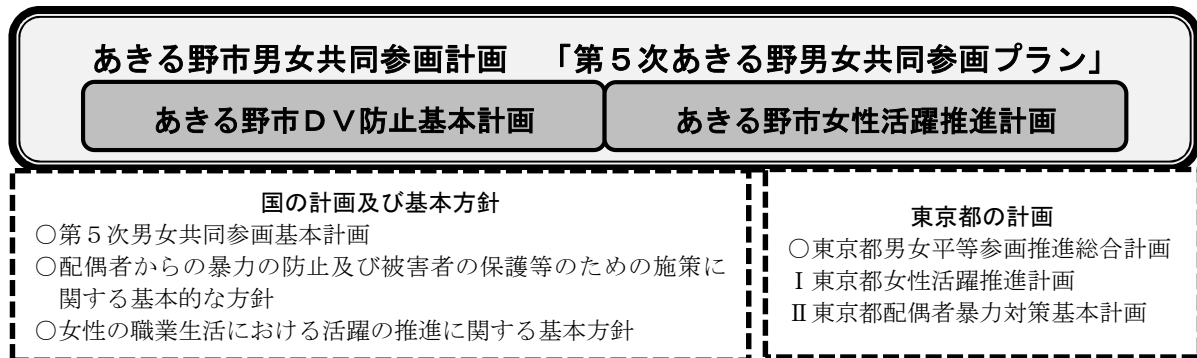 あきる野市男女共同参画計画　「第５次あきる野男女共同参画プラン」
あきる野市ＤＶ防止基本計画
あきる野市女性活躍推進計画
国の計画及び基本方針
○第５次男女共同参画基本計画
○配偶者からの暴力の防止及び被害者の保護等のための施策に
関する基本的な方針
○女性の職業生活における活躍の推進に関する基本方針
東京都の計画
○東京都男女平等参画推進総合計画
Ⅰ東京都女性活躍推進計画
Ⅱ東京都配偶者暴力対策基本計画